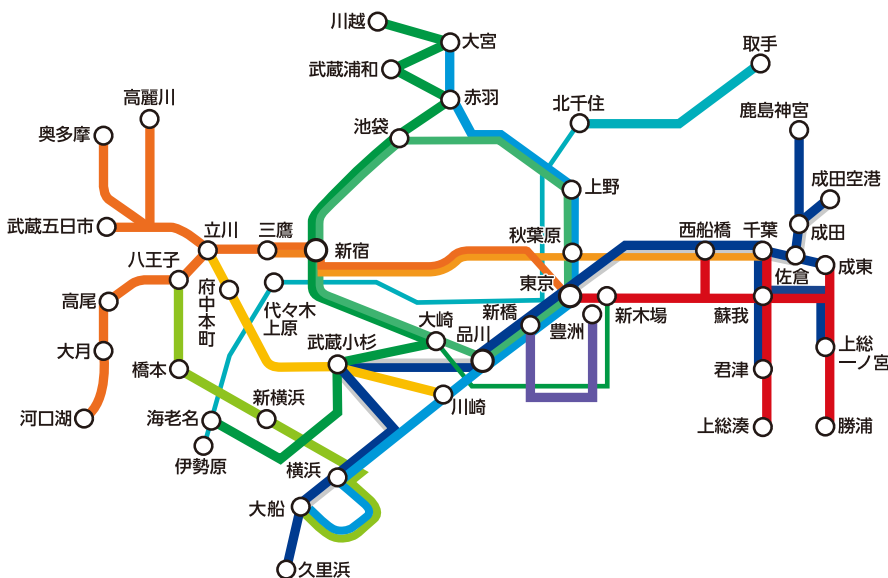 川越
大宮
取手
武蔵浦和
高麗川
赤羽
北千住
鹿島神宮
奥多摩
池袋
成田空港
上野
武蔵五日市
立川
三鷹
新宿
秋葉原
西船橋
千葉
成田
八王子
佐倉
成東
高尾
府中
本町
代々木
上原
東京
新橋
豊洲
新木場
蘇我
大崎
品川
武蔵小杉
大月
橋本
君津
上総
一ノ宮
新横浜
川崎
河口湖
海老名
上総湊
勝浦
伊勢原
横浜
大船
久里浜